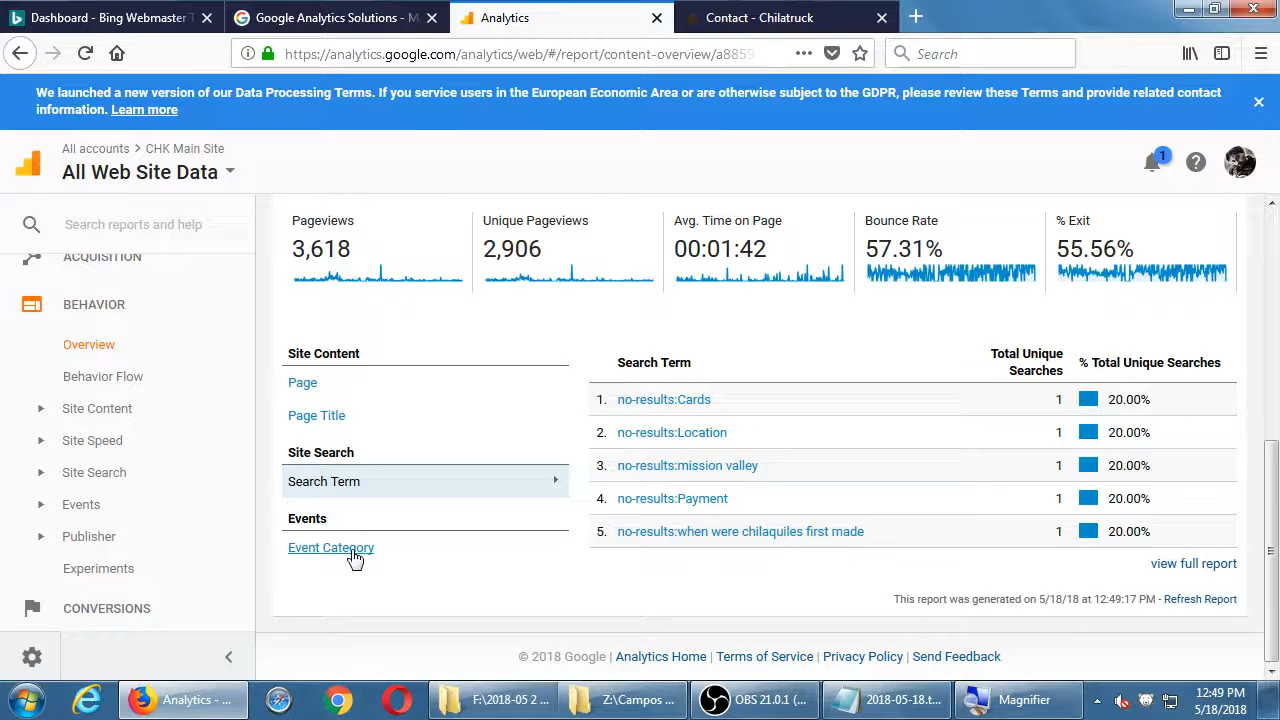 Dashboard - Bing Webmaster T
Google Analytics Solutions - M
Analytics
Contact - Chilatruck
https://analytics.google.com/analytics/web/#/report/content-overview/a8859
Search
We launched a new version of our Data Processing Terms. If you service users in the European Economic Area or are otherwise subject to the GDPR, please review these Terms and provide related contact
information. Learn more
All accounts > CHK Main Site
All Web Site Data
1
Search reports and help
ACQUISITION
BEHAVIOR
Overview
Behavior Flow
Site Content
Site Speed
Site Search
Events
Publisher
Experiments
CONVERSIONS
Pageviews
3,618
Unique Pageviews
2,906
Avg. Time on Page
00:01:42
Bounce Rate
57.31%
% Exit
55.56%
Site Content
Page
Page Title
Site Search
Search Term
Events
Event Category
Search Term Total Unique Searches % Total Unique Searches
1. no-results:Cards 1 20.00%
2. no-results:Location 1 20.00%
3. no-results:mission valley 1 20.00%
4. no-results:Payment 1 20.00%
5. no-results:when were chilaquiles first made 1 20.00%
view full report
This report was generated on 5/18/18 at 12:49:17 PM - Refresh Report
© 2018 Google | Analytics Home | Terms of Service | Privacy Policy | Send Feedback
Analytics - ...
F:\2018-05 2 ...
Z:\Campos ...
OBS 21.0.1 (...
2018-05-18.t...
Magnifier
12:49 PM
5/18/2018